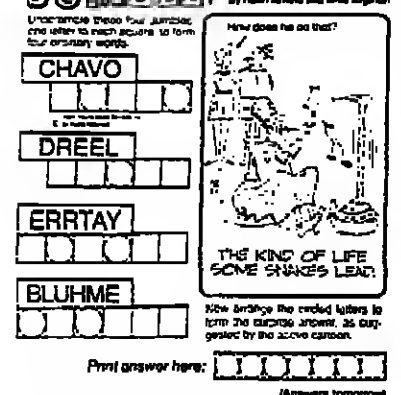 Unscramble these four Jumbles,
one letter to each square, to form
four ordinary words.
CHAVO
DREEL
ERRTAY
BLUHME
How does he do that?
THE KIND OF LIFE
SOME SNAKES LEAD.
Now arrange the circled letters to
form the surprise answer, as sug-
gested by the above cartoon.
Print answer here:
(Answers tomorrow)